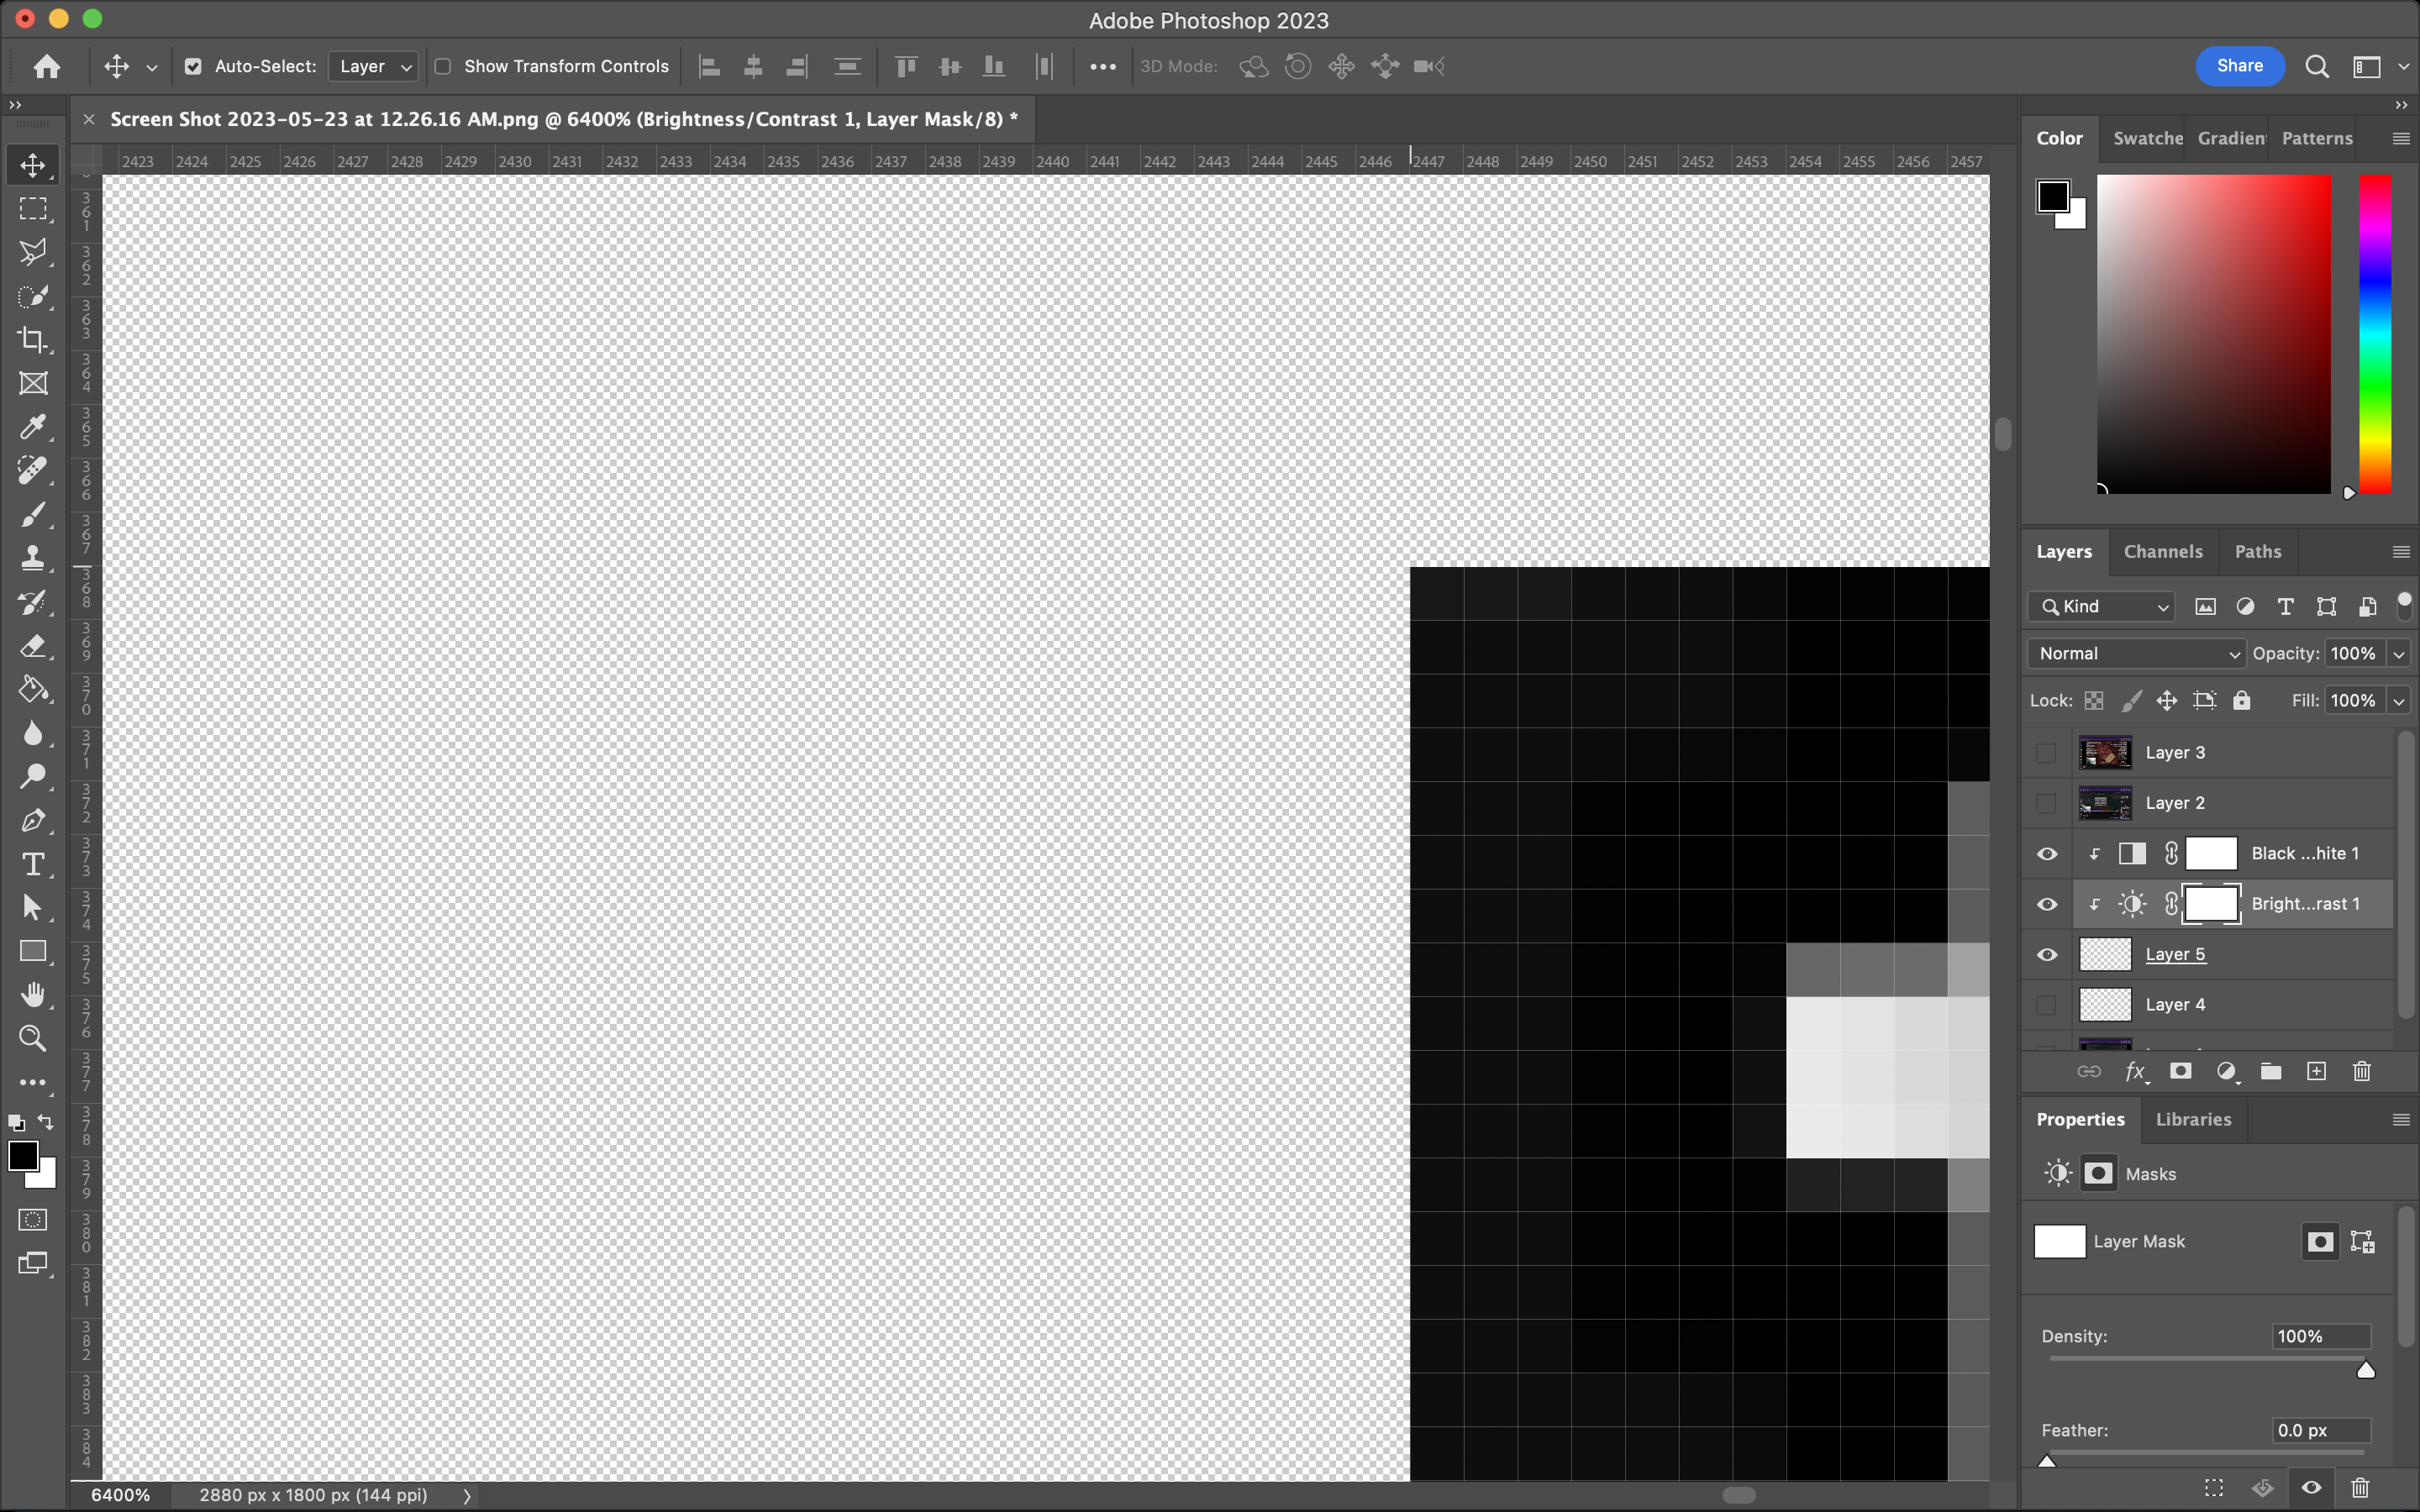 Adobe Photoshop 2023
Auto-Select: Layer Show Transform Controls 3D Mode: Share
Screen Shot 2023-05-23 at 12.26.16 AM.png @ 6400% (Brightness/Contrast 1, Layer Mask/8) *
2423 2424 2425 2426 2427 2428 2429 2430 2431 2432 2433 2434 2435 2436 2437 2438 2439 2440 2441 2442 2443 2444 2445 2446 2447 2448 2449 2450 2451 2452 2453 2454 2455 2456 2457
361
362
363
364
365
366
367
368
369
370
371
372
373
374
375
376
377
378
379
380
381
382
383
384
Color Swatche Gradien Patterns
Layers Channels Paths
Kind
Normal Opacity: 100%
Lock: Fill: 100%
Layer 3
Layer 2
Black ...hite 1
Bright...rast 1
Layer 5
Layer 4
Properties Libraries
Masks
Layer Mask
Density: 100%
Feather: 0.0 px
6400% 2880 px x 1800 px (144 ppi)